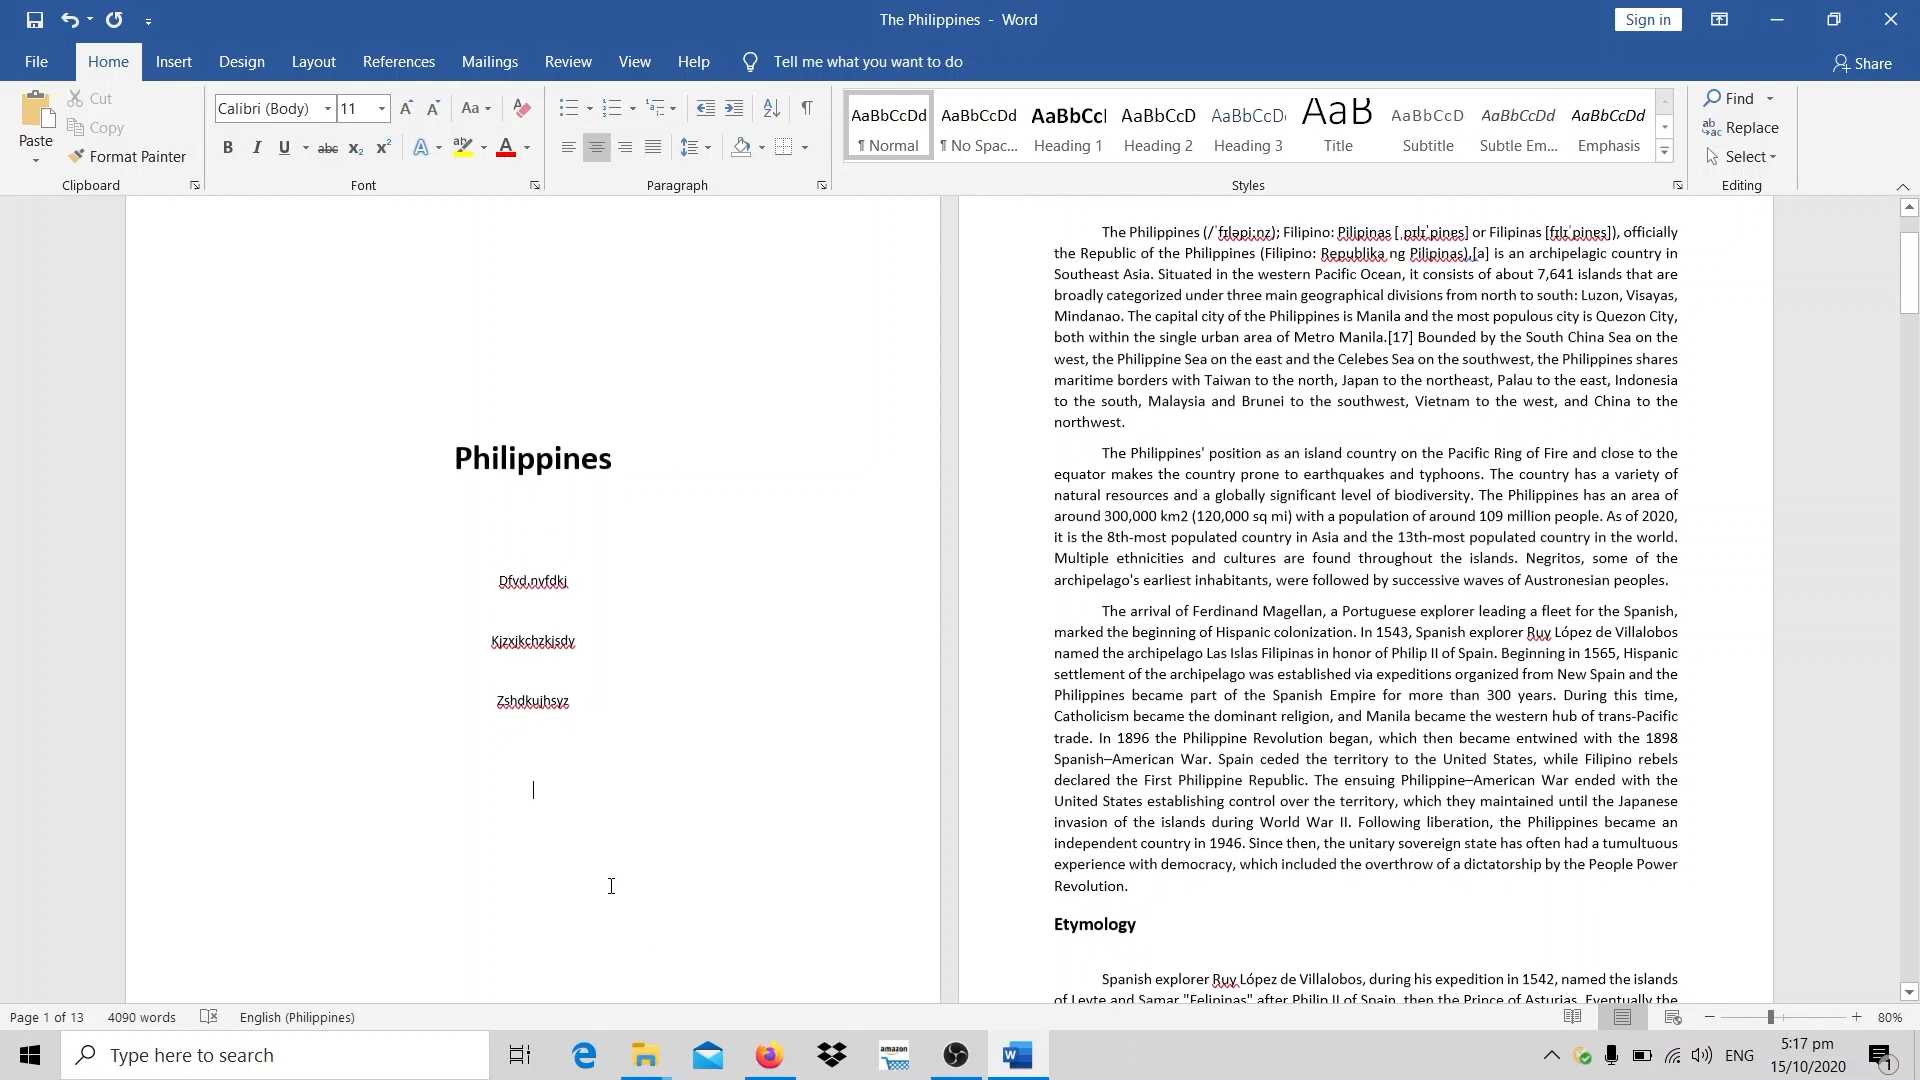 The Philippines - Word
Sign in
File Home Insert Design Layout References Mailings Review View Help Tell me what you want to do Share
Paste
Cut
Copy
Format Painter
Clipboard
Calibri (Body) 11
Font
Paragraph
AaBbCcDd AaBbCcDd AaBbCc AaBbCcD AaBbCcD AaB AaBbCcD AaBbCcDd AaBbCcDd
¶ Normal ¶ No Spac... Heading 1 Heading 2 Heading 3 Title Subtitle Subtle Em... Emphasis
Styles
Find
Replace
Select
Editing
Philippines
Dfvd,nvfdkj
Kjzxjkchzkjsdy
Zshdkujhsyz
The Philippines (/ˈfɪləpiːnz); Filipino: Pilipinas [ˌpɪlɪˈpinɐs] or Filipinas [fɪlɪˈpinɐs]), officially
the Republic of the Philippines (Filipino: Republika ng Pilipinas),[a] is an archipelagic country in
Southeast Asia. Situated in the western Pacific Ocean, it consists of about 7,641 islands that are
broadly categorized under three main geographical divisions from north to south: Luzon, Visayas,
Mindanao. The capital city of the Philippines is Manila and the most populous city is Quezon City,
both within the single urban area of Metro Manila.[17] Bounded by the South China Sea on the
west, the Philippine Sea on the east and the Celebes Sea on the southwest, the Philippines shares
maritime borders with Taiwan to the north, Japan to the northeast, Palau to the east, Indonesia
to the south, Malaysia and Brunei to the southwest, Vietnam to the west, and China to the
northwest.
The Philippines' position as an island country on the Pacific Ring of Fire and close to the
equator makes the country prone to earthquakes and typhoons. The country has a variety of
natural resources and a globally significant level of biodiversity. The Philippines has an area of
around 300,000 km2 (120,000 sq mi) with a population of around 109 million people. As of 2020,
it is the 8th-most populated country in Asia and the 13th-most populated country in the world.
Multiple ethnicities and cultures are found throughout the islands. Negritos, some of the
archipelago's earliest inhabitants, were followed by successive waves of Austronesian peoples.
The arrival of Ferdinand Magellan, a Portuguese explorer leading a fleet for the Spanish,
marked the beginning of Hispanic colonization. In 1543, Spanish explorer Ruy López de Villalobos
named the archipelago Las Islas Filipinas in honor of Philip II of Spain. Beginning in 1565, Hispanic
settlement of the archipelago was established via expeditions organized from New Spain and the
Philippines became part of the Spanish Empire for more than 300 years. During this time,
Catholicism became the dominant religion, and Manila became the western hub of trans-Pacific
trade. In 1896 the Philippine Revolution began, which then became entwined with the 1898
Spanish–American War. Spain ceded the territory to the United States, while Filipino rebels
declared the First Philippine Republic. The ensuing Philippine–American War ended with the
United States establishing control over the territory, which they maintained until the Japanese
invasion of the islands during World War II. Following liberation, the Philippines became an
independent country in 1946. Since then, the unitary sovereign state has often had a tumultuous
experience with democracy, which included the overthrow of a dictatorship by the People Power
Revolution.
Etymology
Spanish explorer Ruy López de Villalobos, during his expedition in 1542, named the islands
of Leyte and Samar "Felipinas" after Philip II of Spain, then the Prince of Asturias. Eventually the
Page 1 of 13 4090 words English (Philippines) 80%
Type here to search
amazon
ENG
5:17 pm
15/10/2020
1